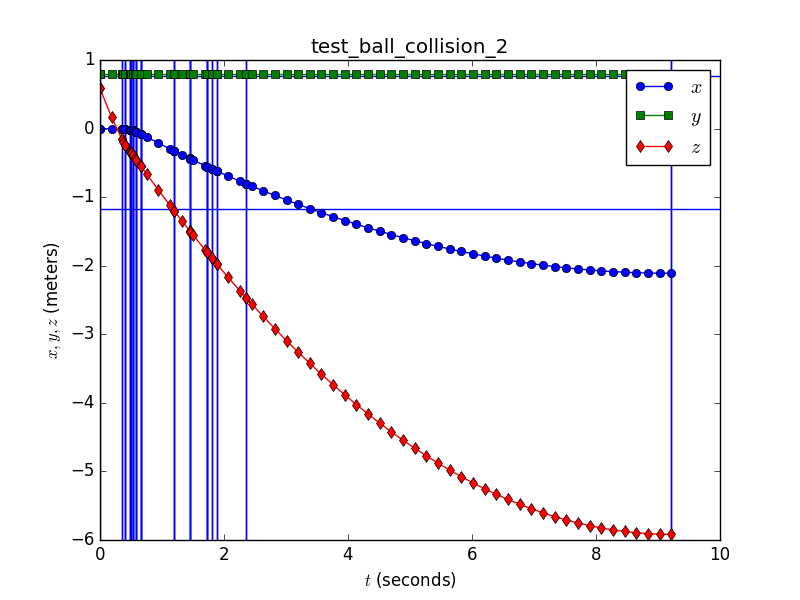 test_ball_collision_2
1
0
−1
−2
−3
−4
−5
−6
x, y, z (meters)
x
y
z
0
2
4
6
8
10
t (seconds)